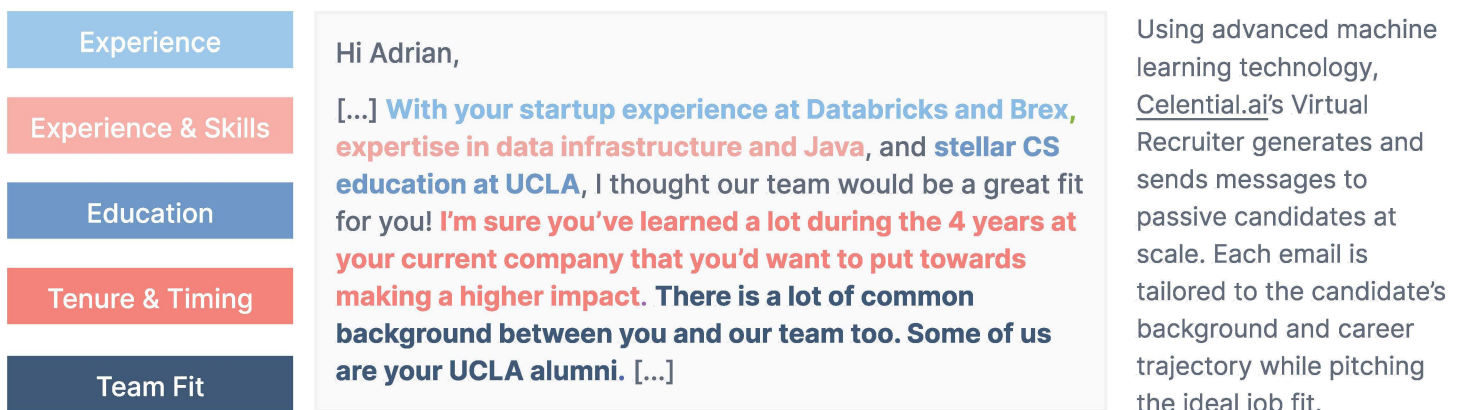 Experience
Experience & Skills
Education
Tenure & Timing
Team Fit
Hi Adrian,
[...] With your startup experience at Databricks and Brex,
expertise in data infrastructure and Java, and stellar CS
education at UCLA, I thought our team would be a great fit
for you! I’m sure you’ve learned a lot during the 4 years at
your current company that you’d want to put towards
making a higher impact. There is a lot of common
background between you and our team too. Some of us
are your UCLA alumni. [...]
Using advanced machine
learning technology,
Celential.ai’s Virtual
Recruiter generates and
sends messages to
passive candidates at
scale. Each email is
tailored to the candidate’s
background and career
trajectory while pitching
the ideal job fit.